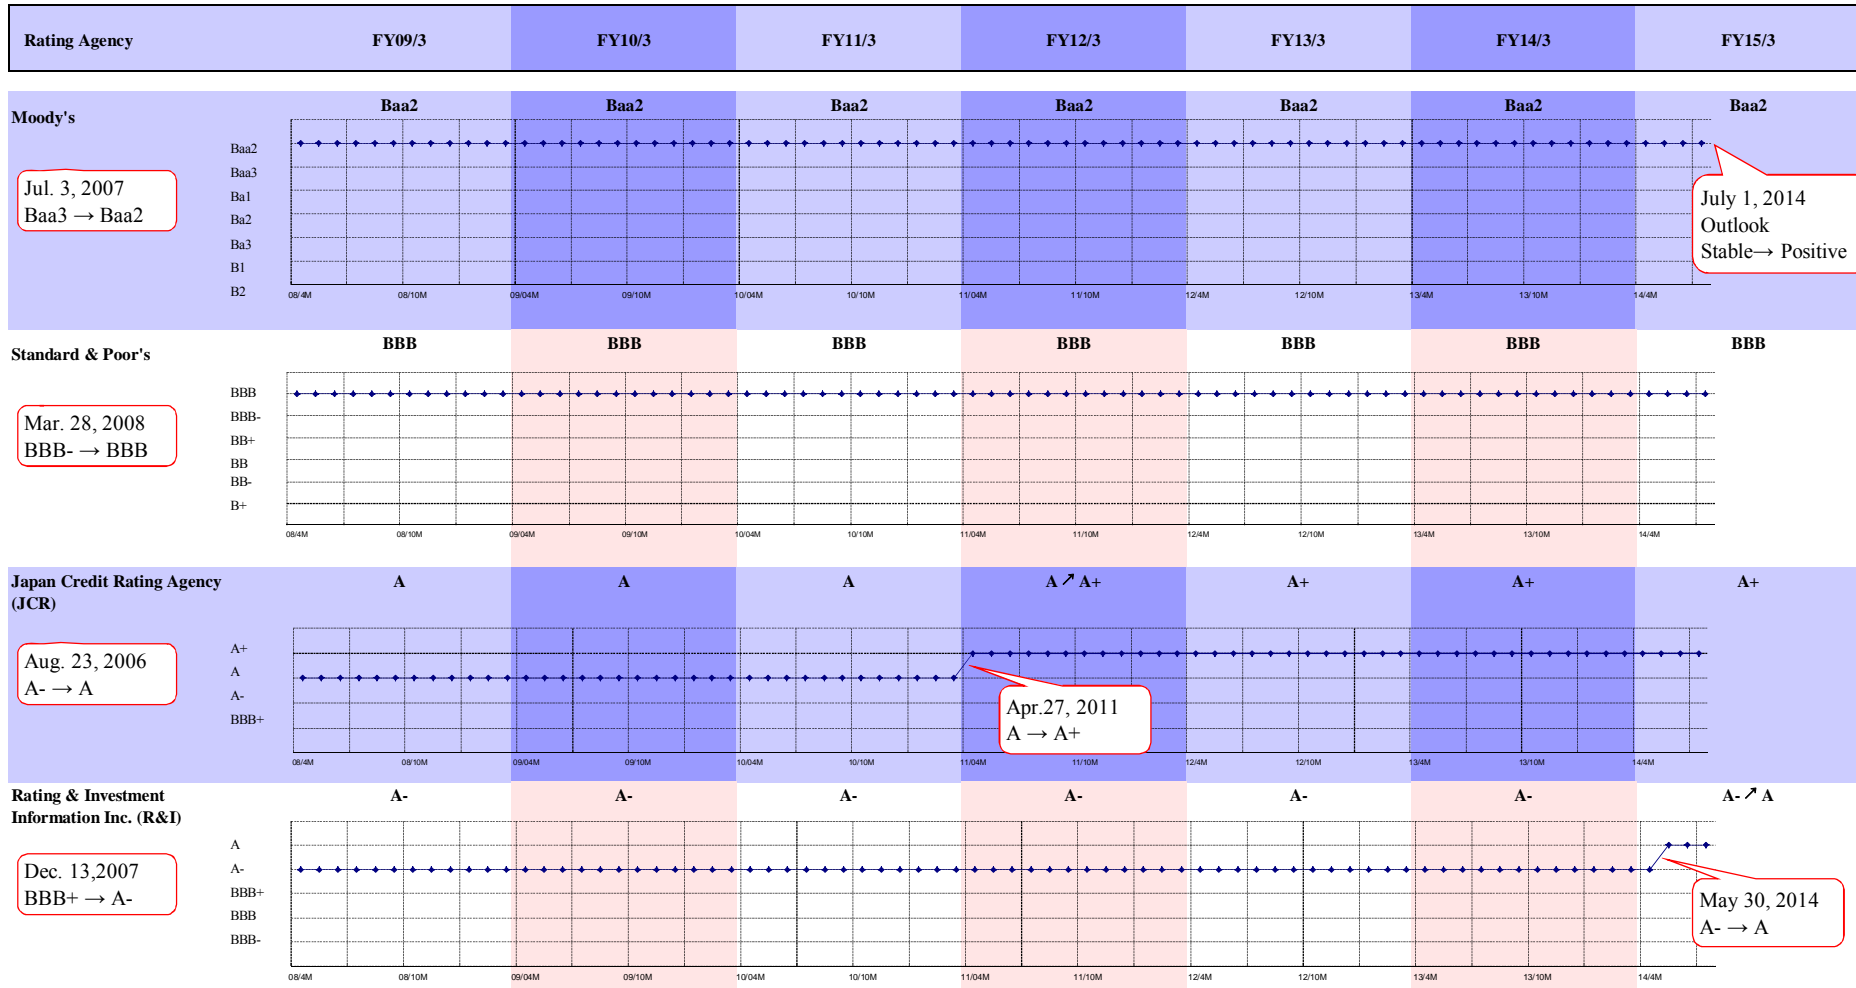 Rating Agency FY09/3 FY10/3 FY11/3 FY12/3 FY13/3 FY14/3 FY15/3
Moody's
Baa2 Baa2 Baa2 Baa2 Baa2 Baa2 Baa2
Jul. 3, 2007
Baa3 → Baa2
Baa2
Baa3
Ba1
Ba2
Ba3
B1
B2
08/4M 08/10M 09/04M 09/10M 10/04M 10/10M 11/04M 11/10M 12/4M 12/10M 13/4M 13/10M 14/4M
July 1, 2014
Outlook
Stable→ Positive
Standard & Poor's
BBB BBB BBB BBB BBB BBB BBB
Mar. 28, 2008
BBB- → BBB
BBB
BBB-
BB+
BB
BB-
B+
08/4M 08/10M 09/04M 09/10M 10/04M 10/10M 11/04M 11/10M 12/4M 12/10M 13/4M 13/10M 14/4M
Japan Credit Rating Agency
(JCR)
A A A A ↗ A+ A+ A+ A+
Aug. 23, 2006
A- → A
A+
A
A-
BBB+
Apr.27, 2011
A → A+
08/4M 08/10M 09/04M 09/10M 10/04M 10/10M 11/04M 11/10M 12/4M 12/10M 13/4M 13/10M 14/4M
Rating & Investment
Information Inc. (R&I)
A- A- A- A- A- A- A- ↗ A
Dec. 13,2007
BBB+ → A-
A
A-
BBB+
BBB
BBB-
May 30, 2014
A- → A
08/4M 08/10M 09/04M 09/10M 10/04M 10/10M 11/04M 11/10M 12/4M 12/10M 13/4M 13/10M 14/4M